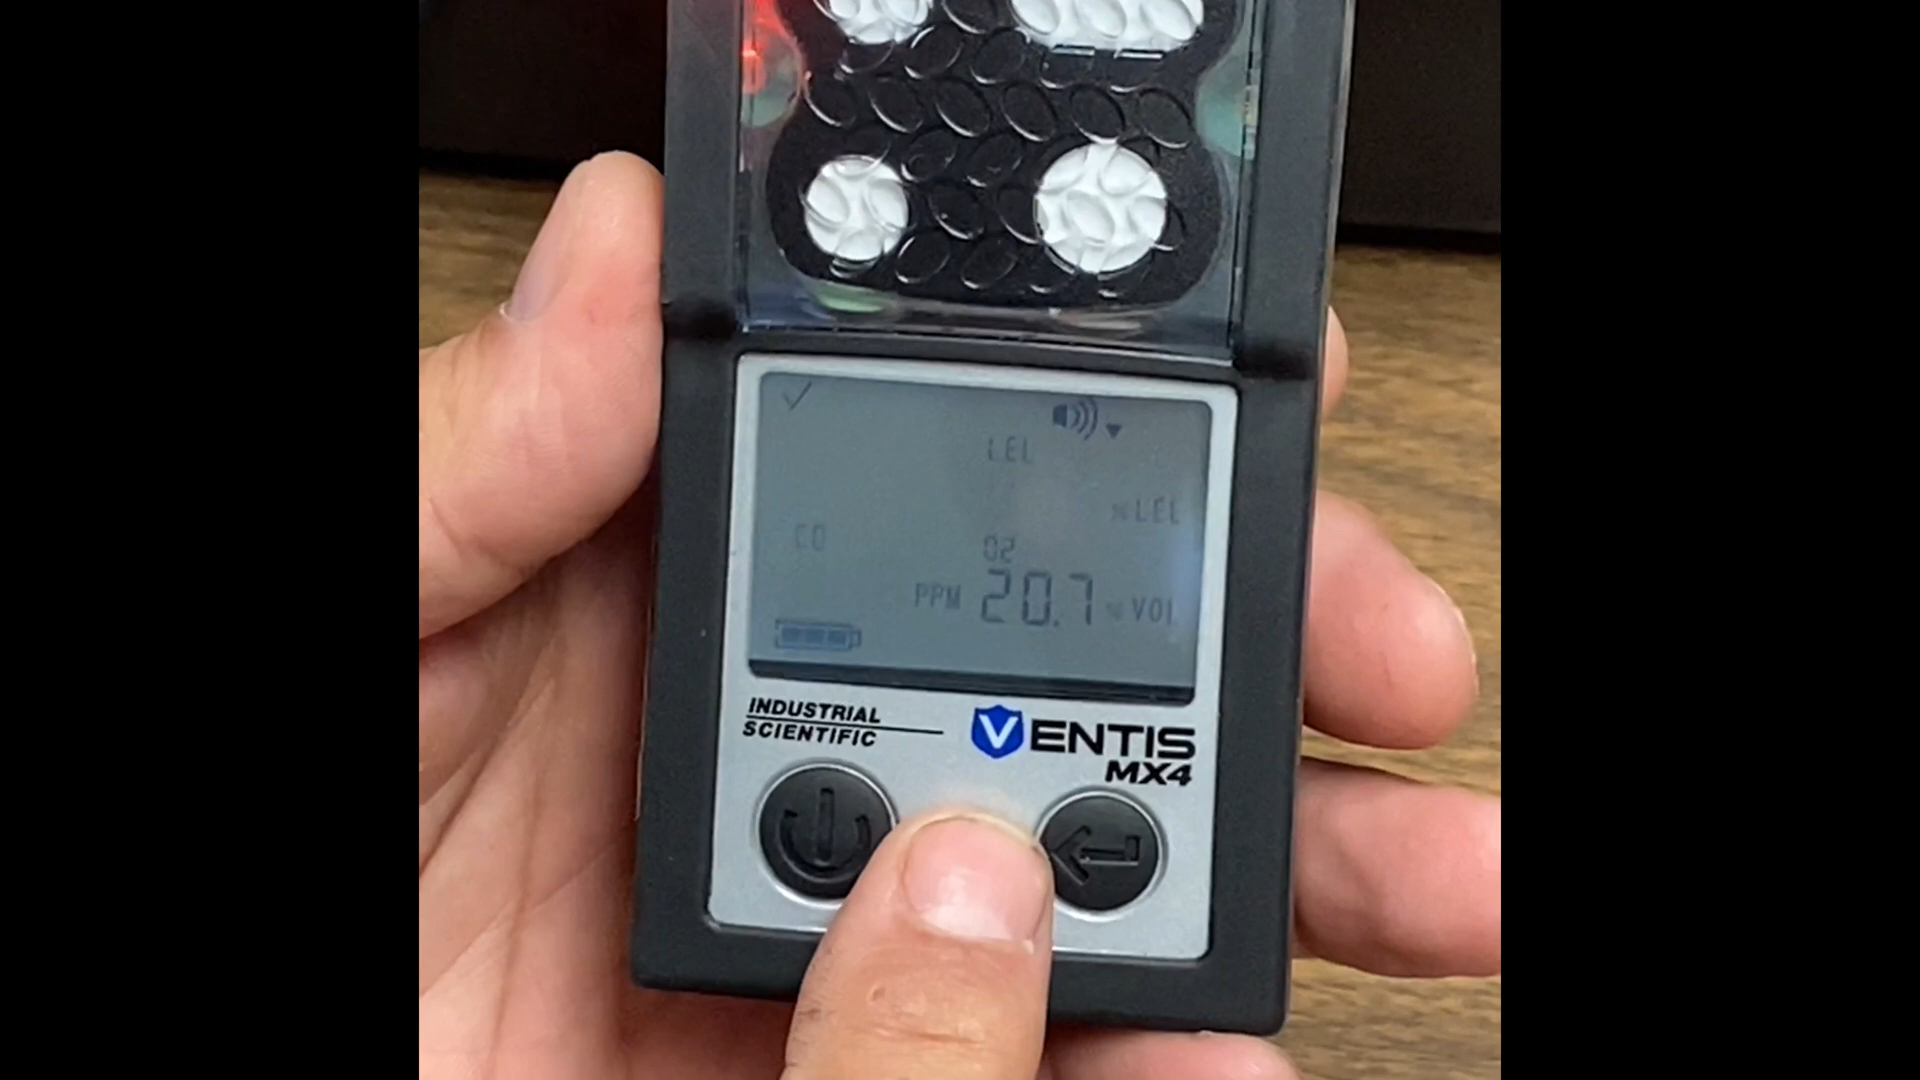 LEL
%LEL
CO
O2
PPM 20.7 % VOL
INDUSTRIAL
SCIENTIFIC
VENTIS
MX4